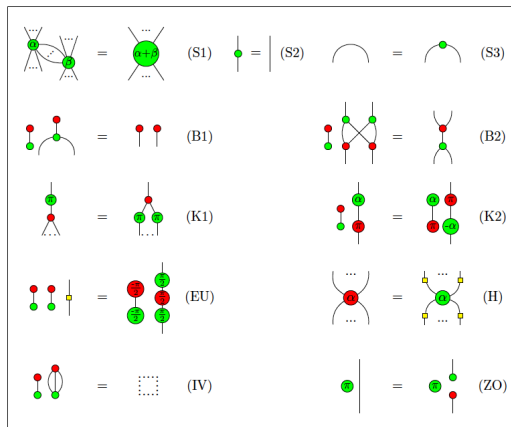 ... ... α ... ... β = ... α+β ... (S1) = (S2) = (S3)
= (B1) = (B2)
π ... = π π ... (K1) α π = α π π -α (K2)
= -π/2 -π/2 π/2 π/2 π/2 (EU) ... α ... = ... α ... (H)
= (IV) π = π (ZO)